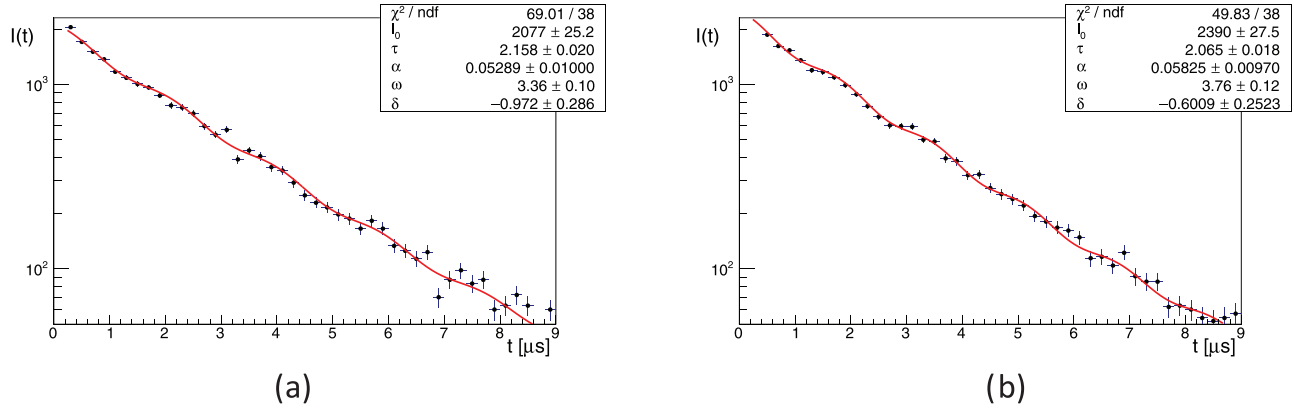 I(t)
10³
10²
0 1 2 3 4 5 6 7 8 9
t [μs]
χ² / ndf 69.01 / 38
I₀ 2077 ± 25.2
τ 2.158 ± 0.020
α 0.05289 ± 0.01000
ω 3.36 ± 0.10
δ −0.972 ± 0.286
(a)
I(t)
10³
10²
0 1 2 3 4 5 6 7 8 9
t [μs]
χ² / ndf 49.83 / 38
I₀ 2390 ± 27.5
τ 2.065 ± 0.018
α 0.05825 ± 0.00970
ω 3.76 ± 0.12
δ −0.6009 ± 0.2523
(b)